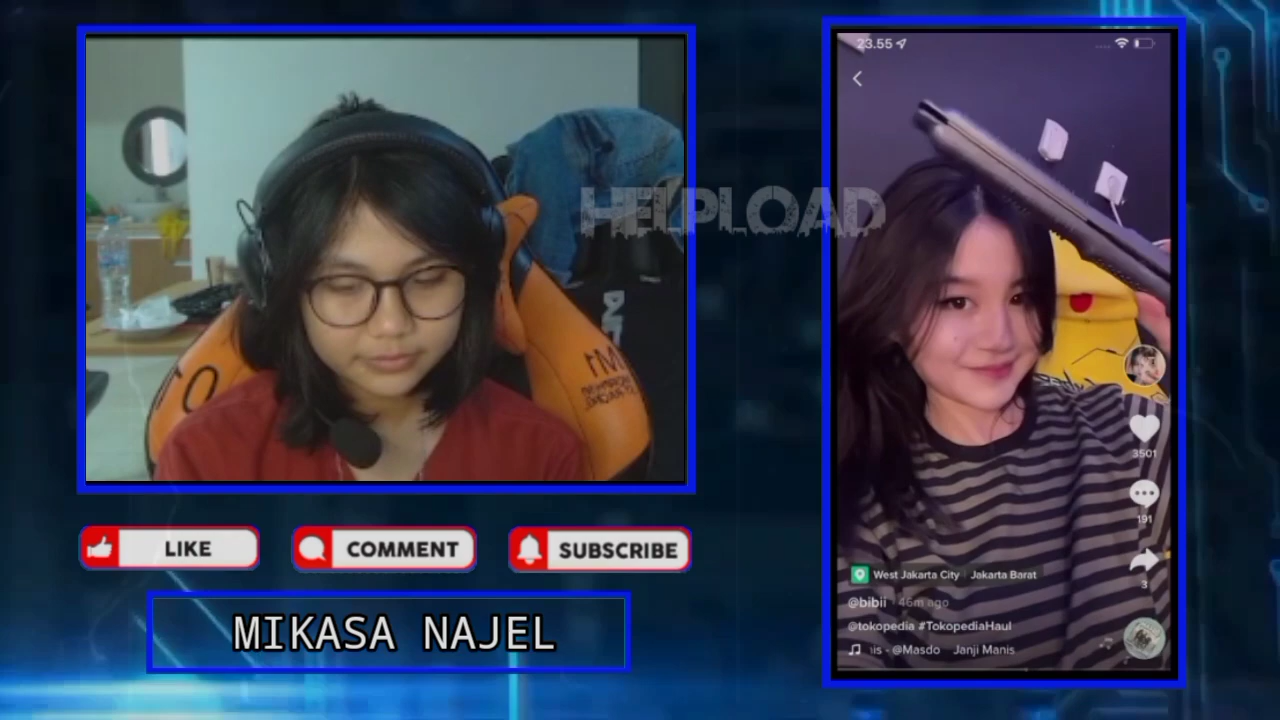 HELPLOAD
LIKE
COMMENT
SUBSCRIBE
MIKASA NAJEL
23.55
3501
191
3
West Jakarta City · Jakarta Barat
@bibii · 46m ago
@tokopedia #TokopediaHaul
is - @Masdo Janji Manis